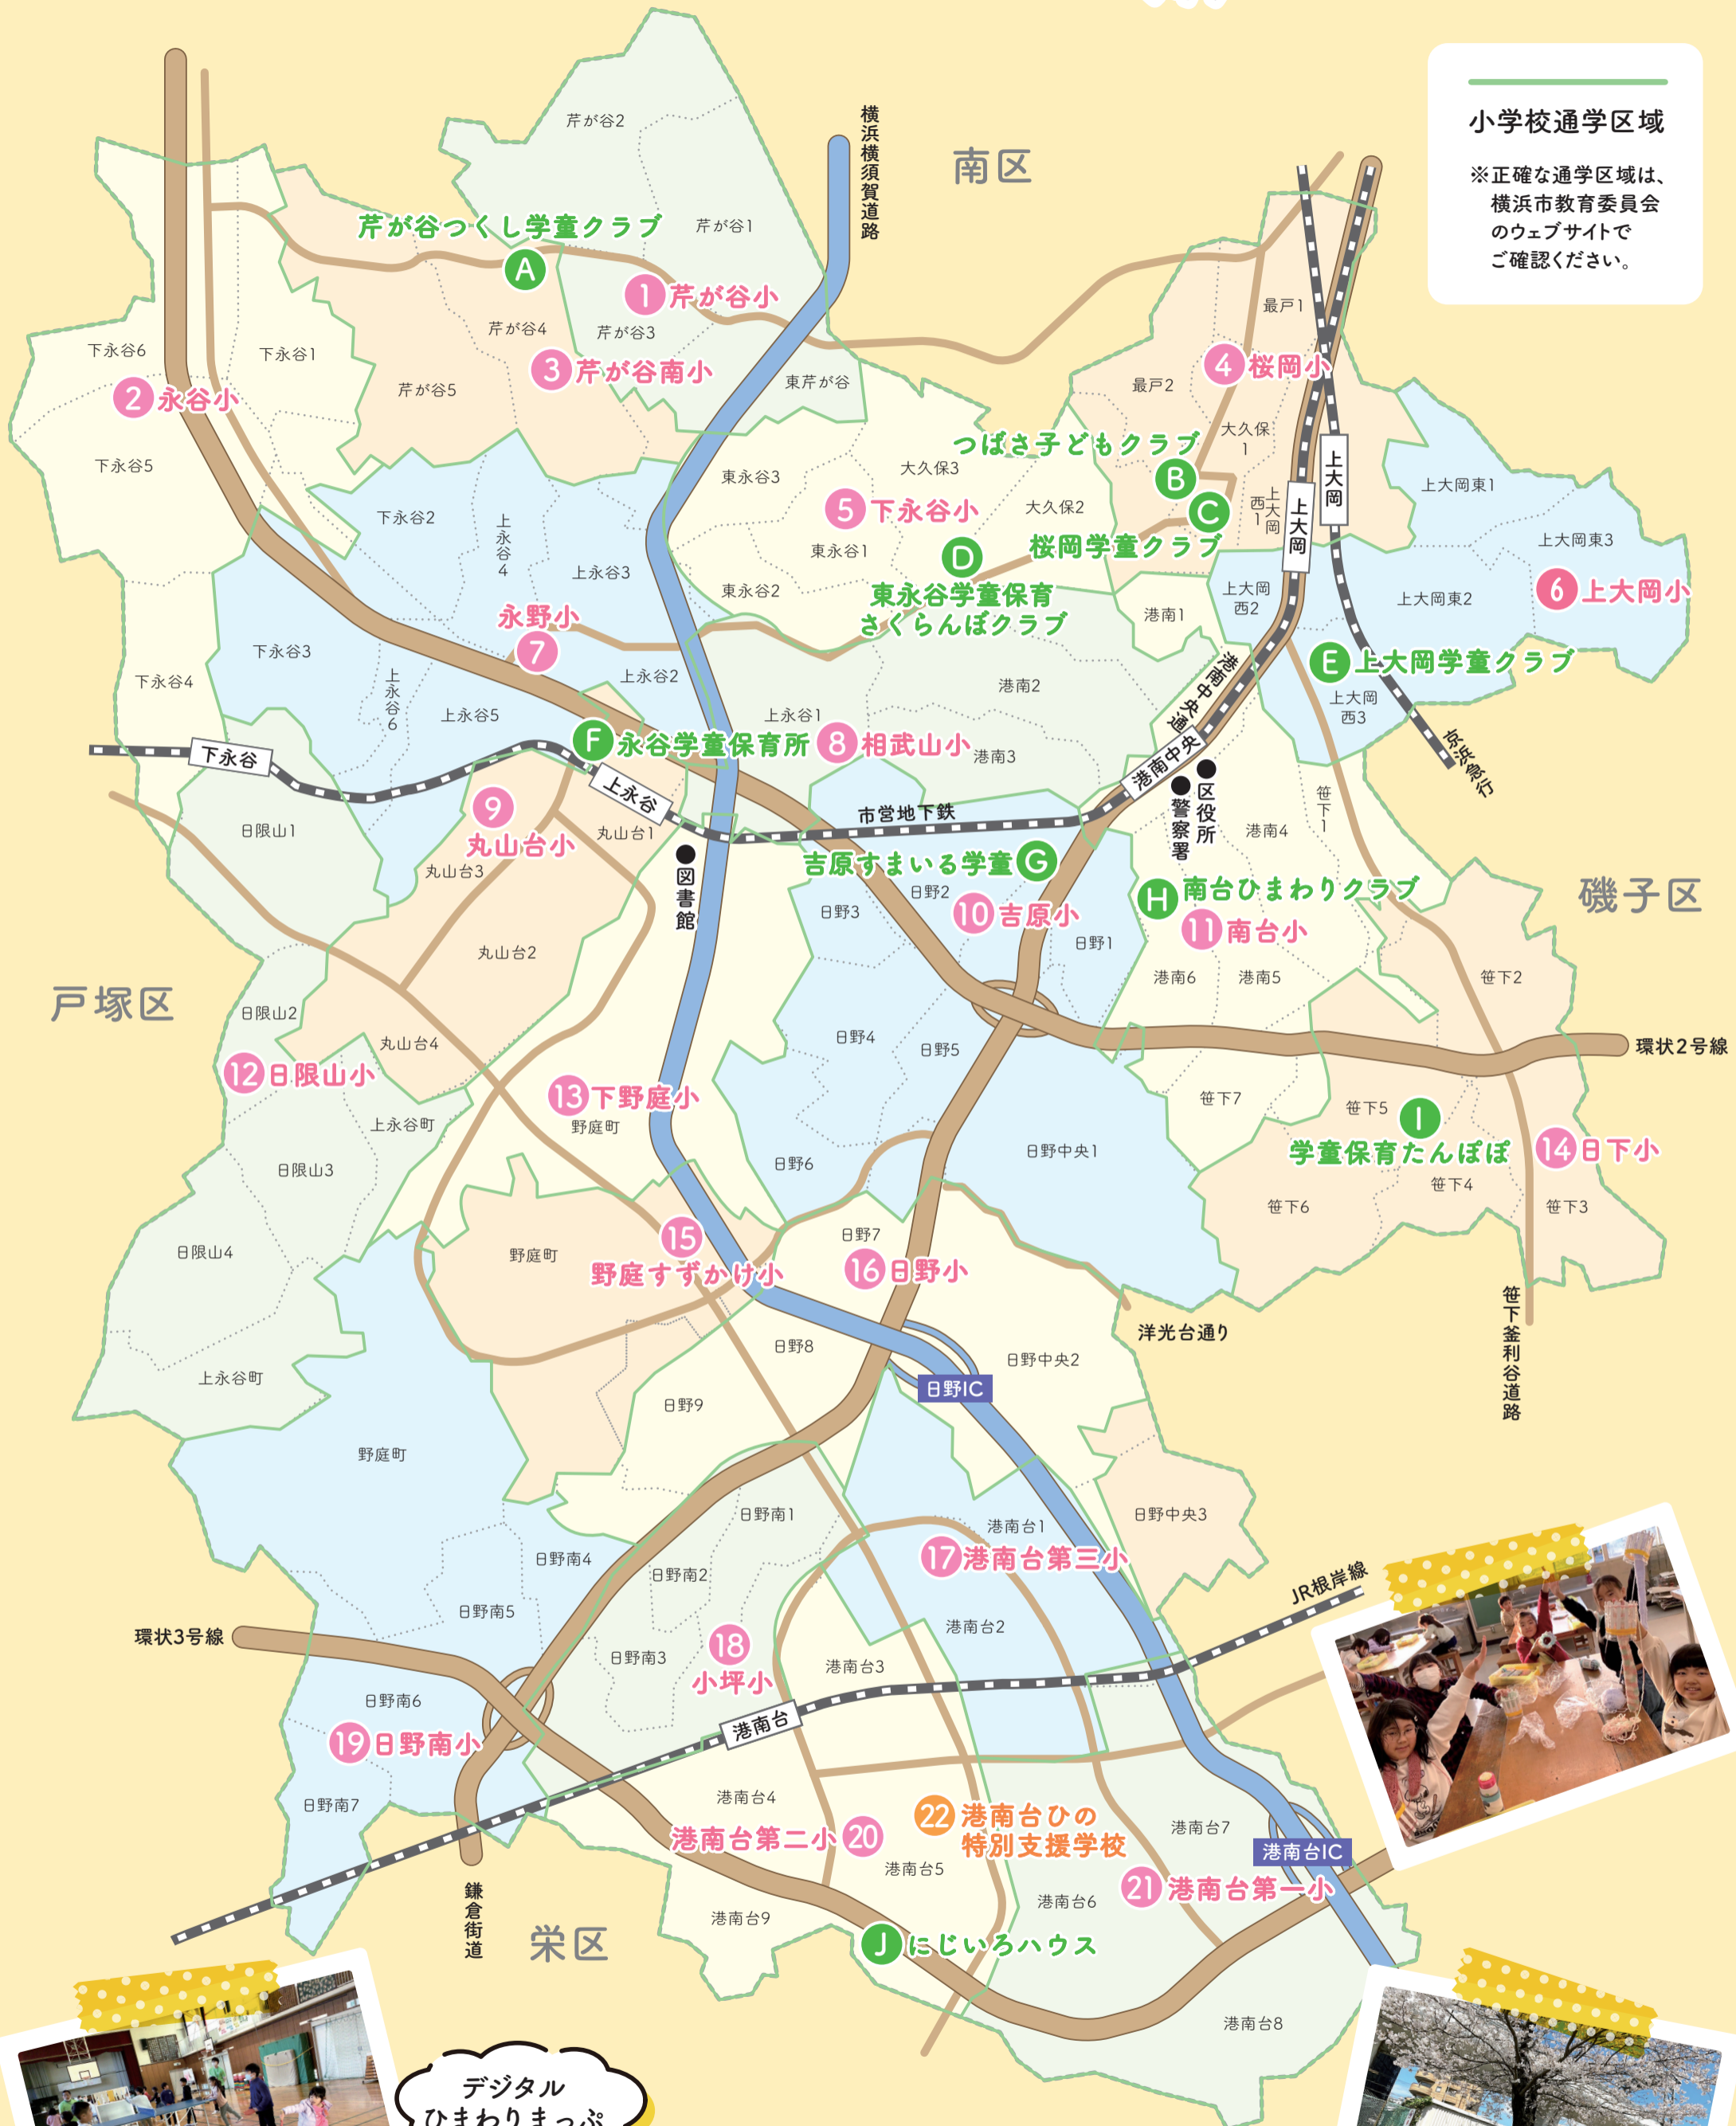 小学校通学区域
※正確な通学区域は、
横浜市教育委員会
のウェブサイトで
ご確認ください。
南区
横浜横須賀道路
芹が谷2
芹が谷1
芹が谷つくし学童クラブ
A
1 芹が谷小
芹が谷4
芹が谷3
3 芹が谷南小
芹が谷5
東芹が谷
下永谷6
下永谷1
2 永谷小
下永谷5
最戸1
4 桜岡小
最戸2
大久保
1
つばさ子どもクラブ
B
C
桜岡学童クラブ
上大岡
西1
上大岡
上大岡
上大岡東1
上大岡東3
6 上大岡小
上大岡東2
東永谷3
大久保3
5 下永谷小
大久保2
東永谷1
D
東永谷学童保育
さくらんぼクラブ
東永谷2
下永谷2
上永谷4
上永谷3
永野小
7
上永谷2
下永谷3
下永谷4
上永谷6
上永谷5
港南1
上大岡
西2
E 上大岡学童クラブ
上大岡
西3
京浜急行
港南2
港南中央通
上永谷1
8 相武山小
港南3
港南中央
F 永谷学童保育所
下永谷
上永谷
市営地下鉄
区役所
警察署
笹下1
港南4
日限山1
9
丸山台小
丸山台1
丸山台3
図書館
吉原すまいる学童 G
日野2
日野3
10 吉原小
日野1
H 南台ひまわりクラブ
11 南台小
磯子区
港南6
港南5
笹下2
丸山台2
戸塚区
日限山2
丸山台4
日野4
日野5
環状2号線
12 日限山小
13 下野庭小
野庭町
上永谷町
日限山3
笹下7
笹下5
I
学童保育たんぽぽ
14 日下小
笹下4
笹下6
笹下3
日野6
日野中央1
日限山4
野庭町
15
野庭すずかけ小
日野7
16 日野小
洋光台通り
笹下釜利谷道路
日野8
日野中央2
日野IC
上永谷町
日野9
野庭町
日野南1
日野中央3
港南台1
17 港南台第三小
日野南4
日野南2
日野南5
港南台2
JR根岸線
環状3号線
18
小坪小
日野南3
港南台3
港南台
日野南6
19 日野南小
日野南7
港南台4
港南台第二小 20
22 港南台ひの
特別支援学校
港南台7
港南台IC
港南台5
21 港南台第一小
港南台6
港南台9
J にじいろハウス
鎌倉街道
栄区
港南台8
デジタル
ひまわりまっぷ